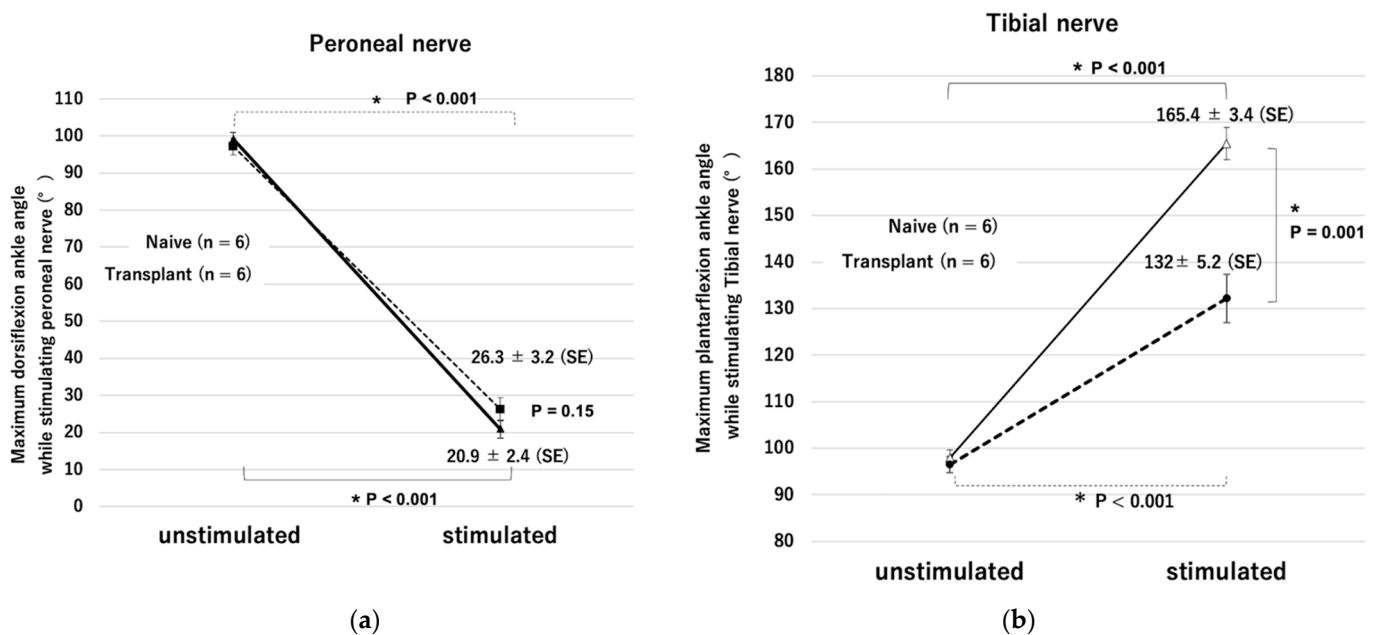 Peroneal nerve
Maximum dorsiflexion ankle angle
while stimulating peroneal nerve (°)
110
100
90
80
70
60
50
40
30
20
10
0
* P < 0.001
Naive (n = 6)
Transplant (n = 6)
26.3 ± 3.2 (SE)
P = 0.15
20.9 ± 2.4 (SE)
* P < 0.001
unstimulated stimulated
(a)
Tibial nerve
Maximum plantarflexion ankle angle
while stimulating Tibial nerve (°)
180
170
160
150
140
130
120
110
100
90
80
* P < 0.001
165.4 ± 3.4 (SE)
Naive (n = 6)
Transplant (n = 6)
*
P = 0.001
132± 5.2 (SE)
* P < 0.001
unstimulated stimulated
(b)